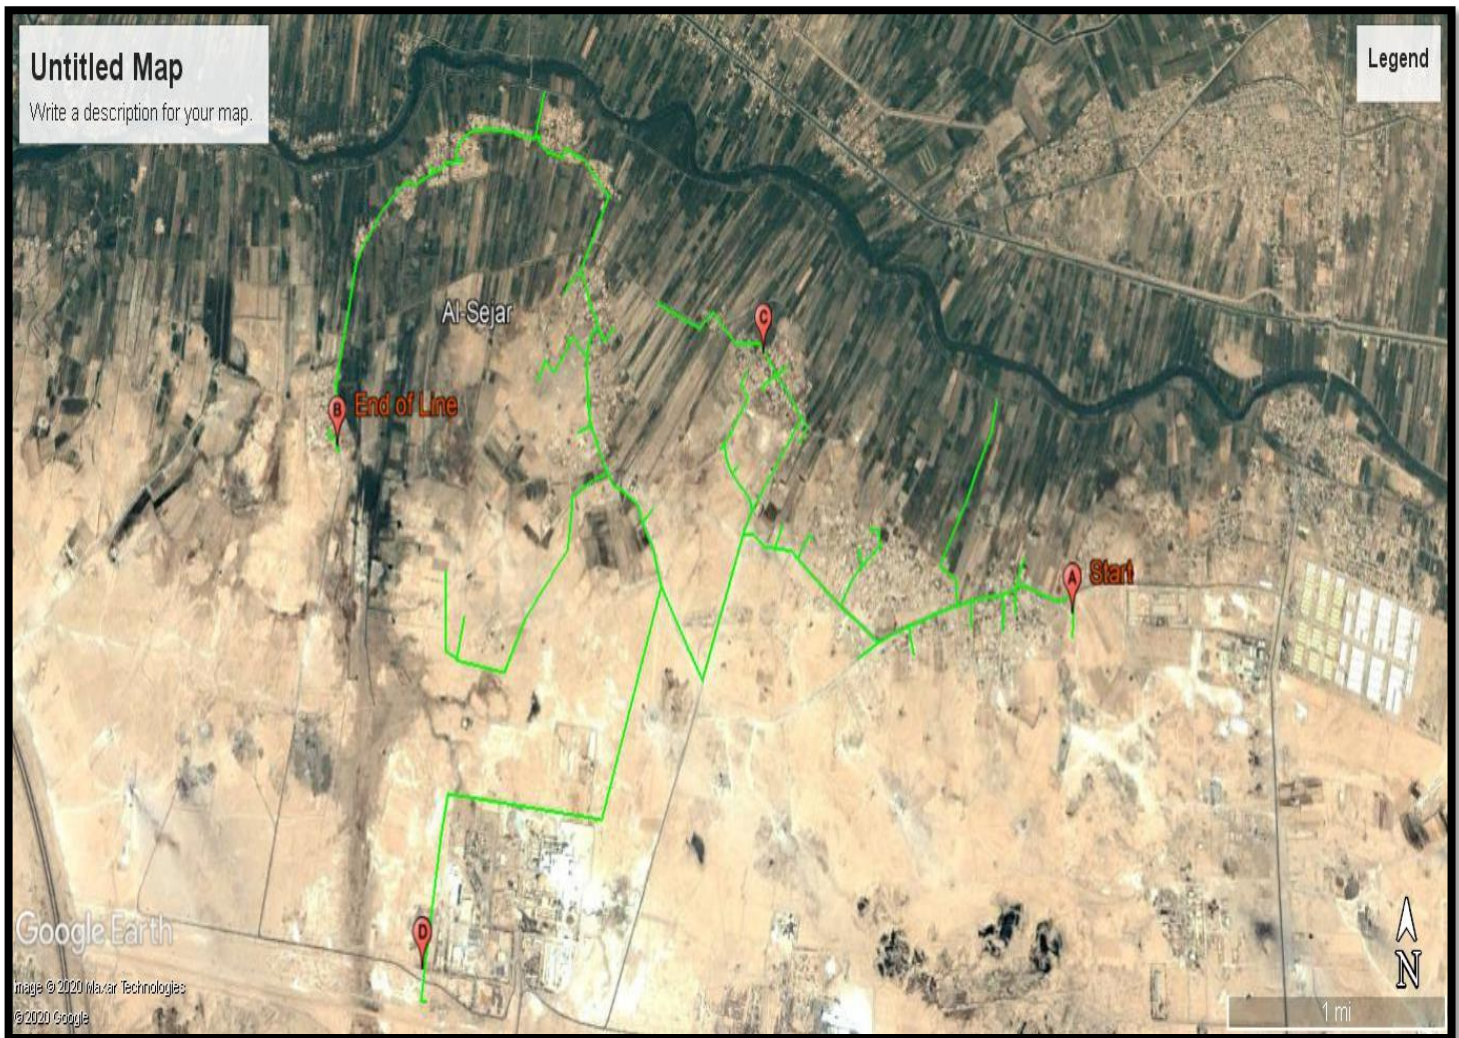 Untitled Map
Write a description for your map.
Legend
Al-Sejar
C
B End of Line
A Start
D
Google Earth
Image © 2020 Maxar Technologies
© 2020 Google
N
1 mi